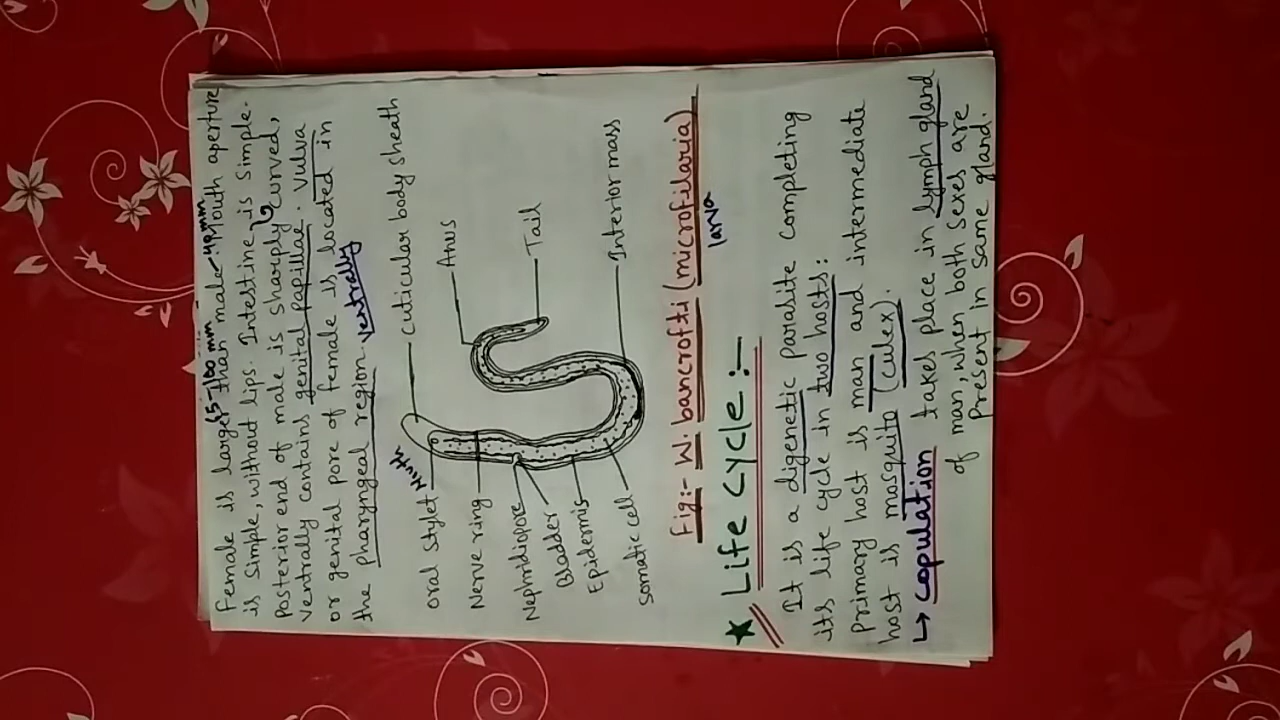 65-100 mm 40mm
Female is larger than male. Mouth aperture
is simple, without lips. Intestine is simple.
Posterior end of male is sharply curved,
ventrally contains genital papillae. Vulva
or genital pore of female is located in
the pharyngeal region ventrally
Cuticular body sheath
Mouth
Oral Stylet
Anus
Nerve ring
Nephridiopore
Tail
Bladder
Epidermis
Interior mass
Somatic cell
Fig:- W. bancrofti (microfilaria)
larva
★ Life Cycle :-
It is a digenetic parasite completing
its life cycle in two hosts:
Primary host is man and intermediate
host is mosquito (culex).
↳ Copulation takes place in lymph gland
of man, when both sexes are
Present in same gland.